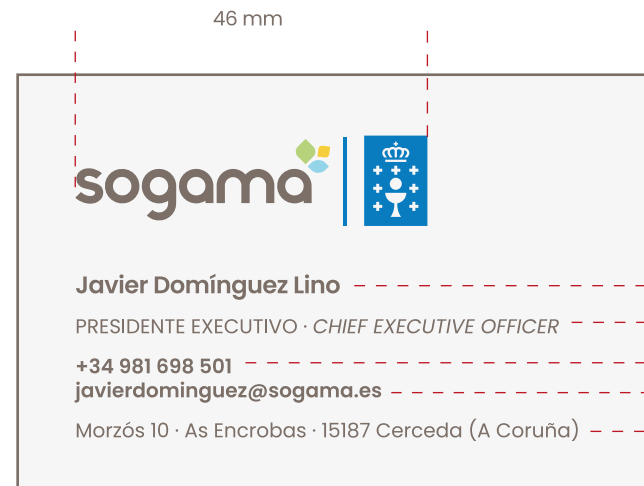 46 mm
sogama
Javier Domínguez Lino
PRESIDENTE EXECUTIVO · CHIEF EXECUTIVE OFFICER
+34 981 698 501
javierdominguez@sogama.es
Morzós 10 · As Encrobas · 15187 Cerceda (A Coruña)